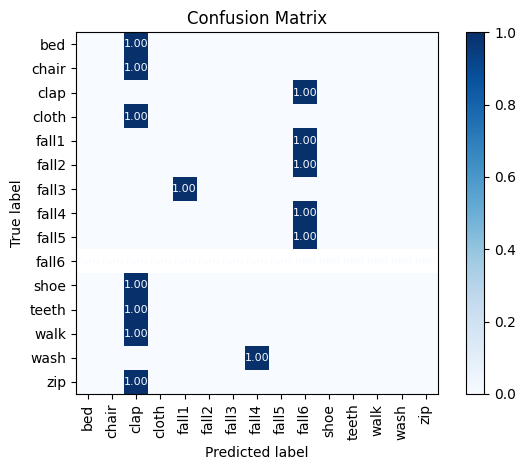 Confusion Matrix
True label
bed 1.00
chair 1.00
clap 1.00
cloth 1.00
fall1 1.00
fall2 1.00
fall3 1.00
fall4 1.00
fall5 1.00
fall6
shoe 1.00
teeth 1.00
walk 1.00
wash 1.00
zip 1.00
bed chair clap cloth fall1 fall2 fall3 fall4 fall5 fall6 shoe teeth walk wash zip
Predicted label
1.0
0.8
0.6
0.4
0.2
0.0